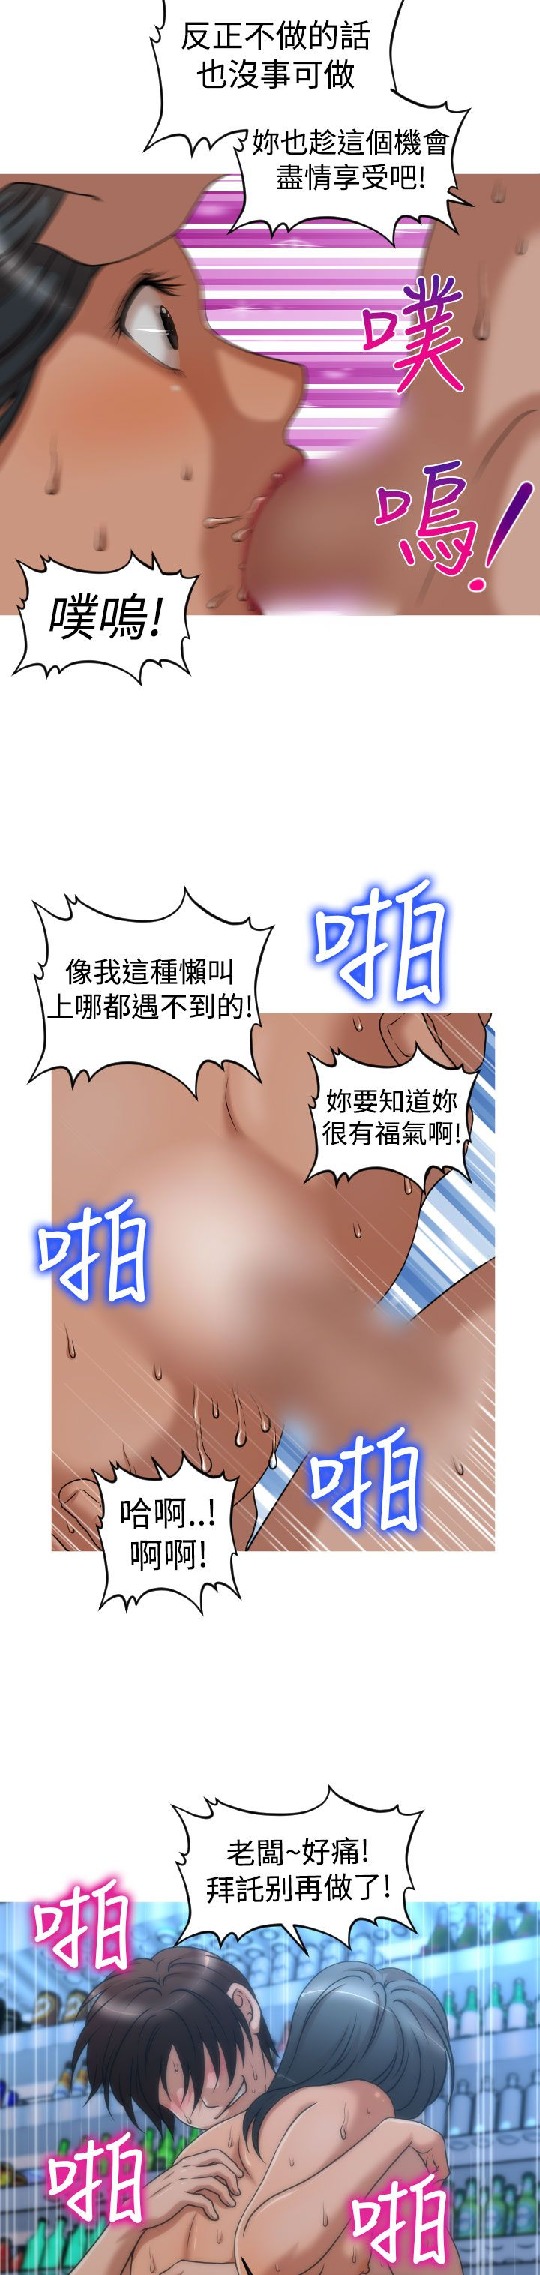 反正不做的話
也沒事可做
妳也趁這個機會
盡情享受吧!
噗
嗚!
噗嗚!
啪
像我這種懶叫
上哪都遇不到的!
妳要知道妳
很有福氣啊!
啪
啪
哈啊..!
啊啊!
老闆~好痛!
拜託別再做了!
啪
啪
啪